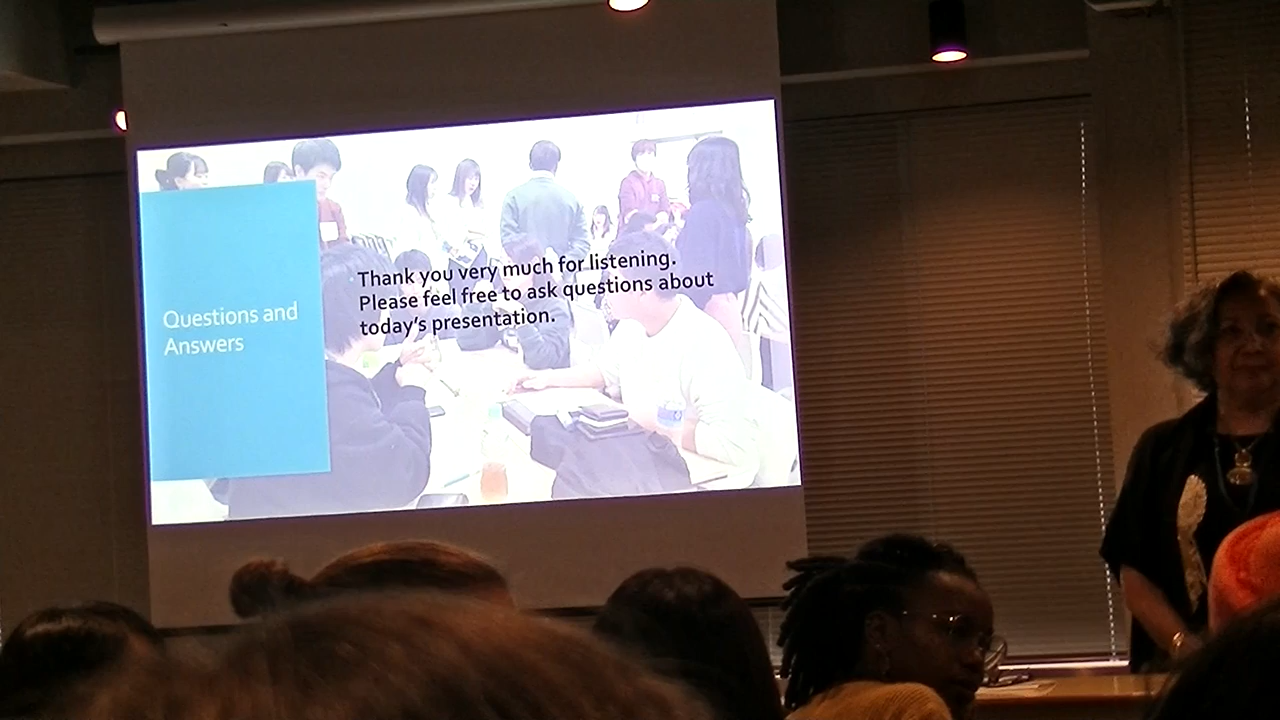 Questions and
Answers
Thank you very much for listening.
Please feel free to ask questions about
today's presentation.